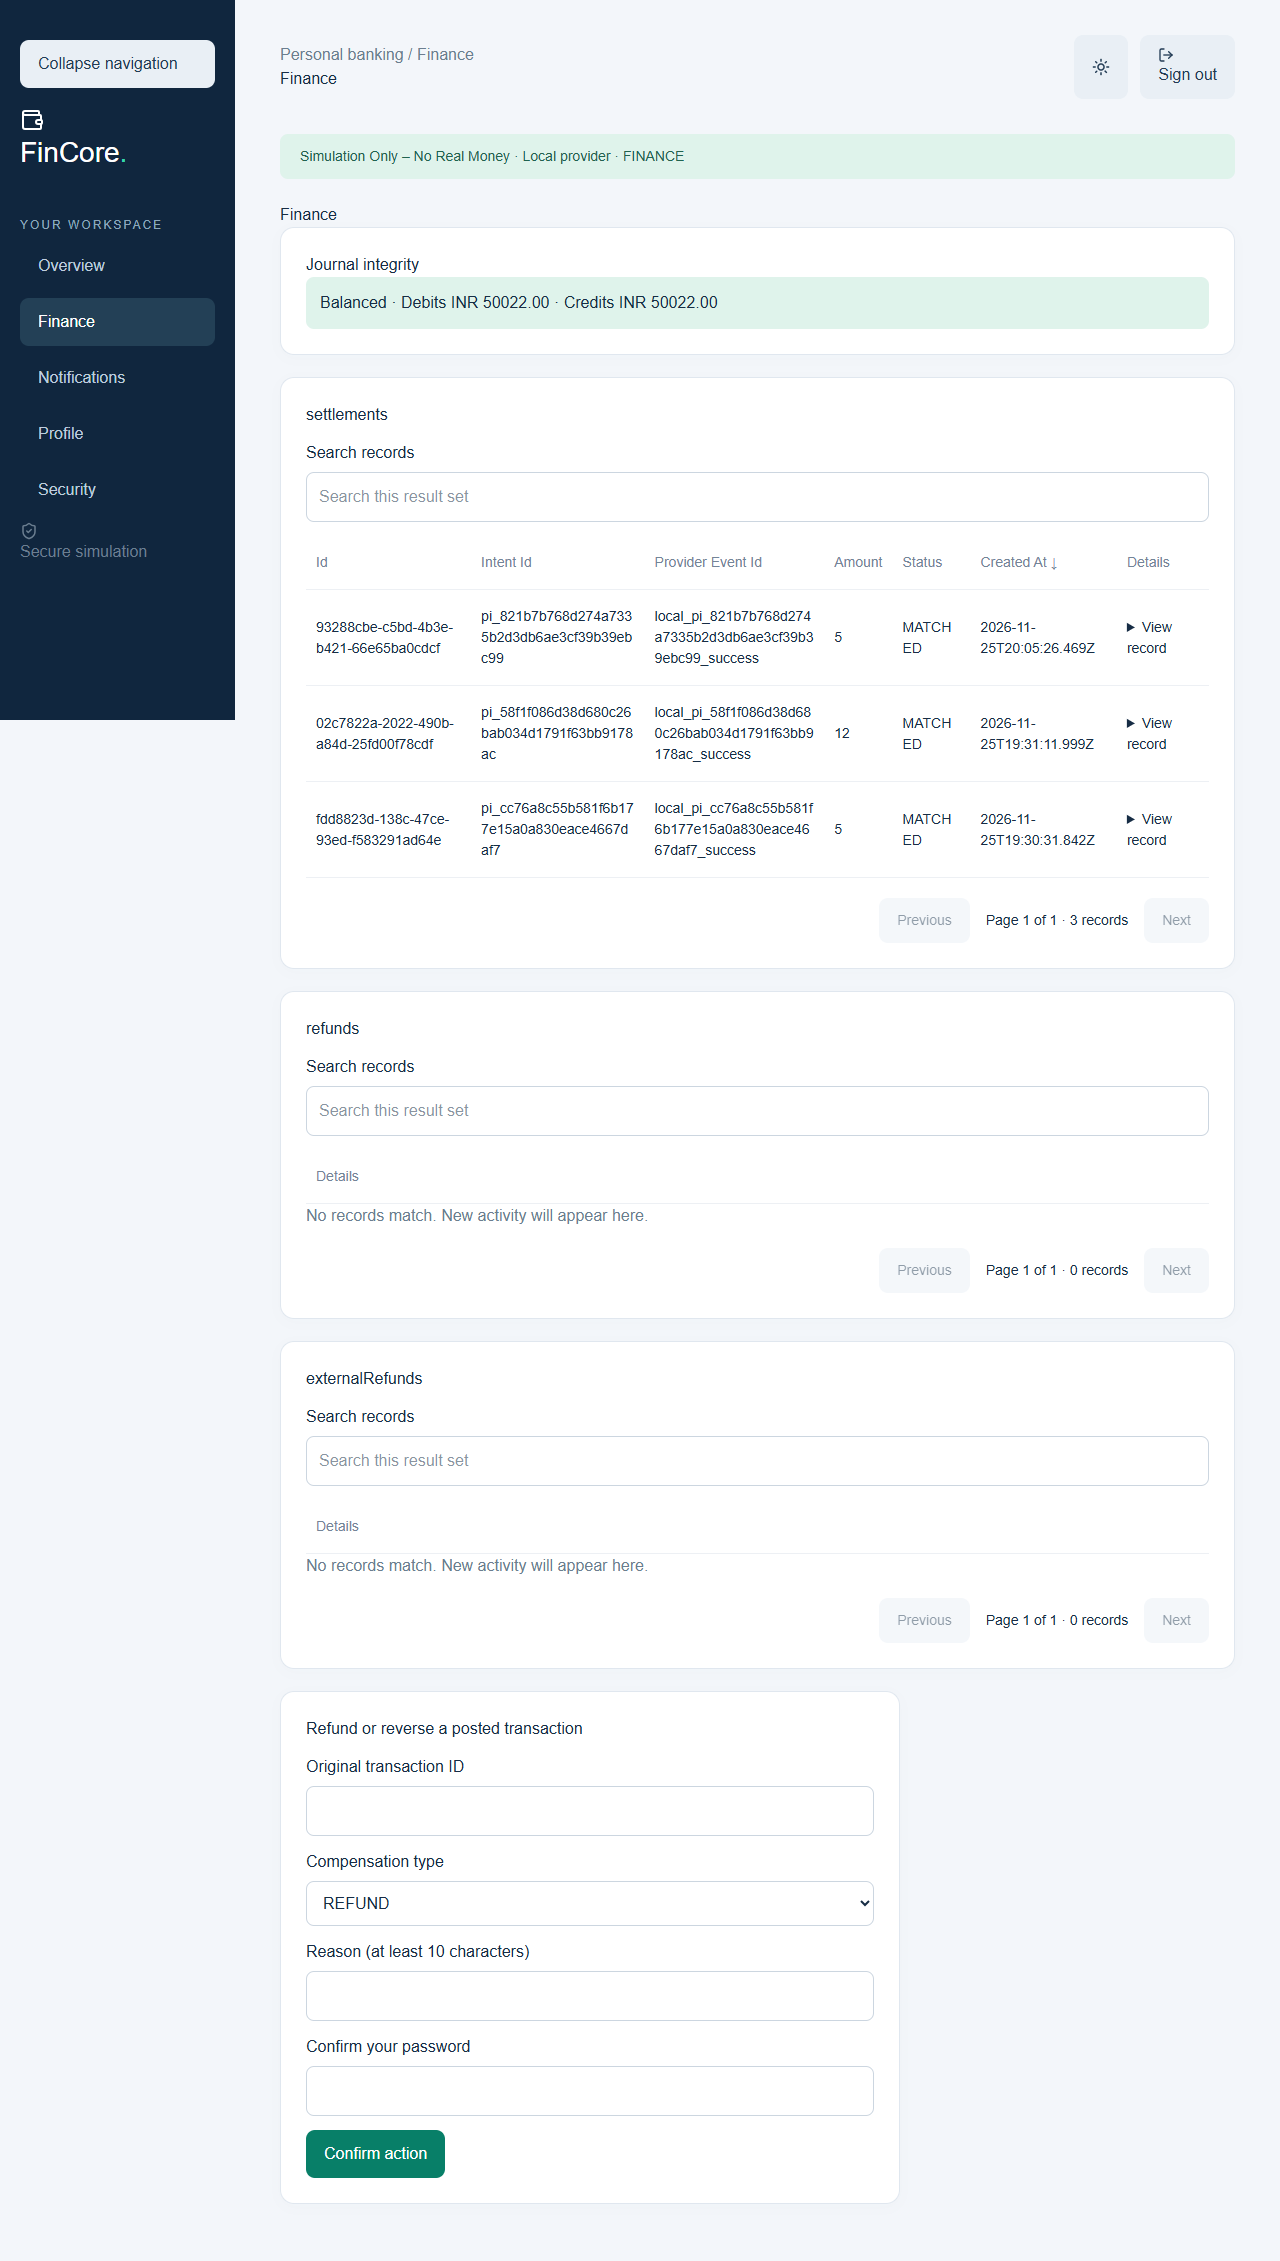 Collapse navigation
FinCore.
YOUR WORKSPACE
Overview
Finance
Notifications
Profile
Security
Secure simulation
Personal banking / Finance
Finance
Sign out
Simulation Only – No Real Money · Local provider · FINANCE
Finance
Journal integrity
Balanced · Debits INR 50022.00 · Credits INR 50022.00
settlements
Search records
Search this result set
Id Intent Id Provider Event Id Amount Status Created At ↓ Details
93288cbe-c5bd-4b3e-
b421-66e65ba0cdcf
pi_821b7b768d274a733
5b2d3db6ae3cf39b39eb
c99
local_pi_821b7b768d274
a7335b2d3db6ae3cf39b3
9ebc99_success
5
MATCH
ED
2026-11-
25T20:05:26.469Z
▶ View
record
02c7822a-2022-490b-
a84d-25fd00f78cdf
pi_58f1f086d38d680c26
bab034d1791f63bb9178
ac
local_pi_58f1f086d38d68
0c26bab034d1791f63bb9
178ac_success
12
MATCH
ED
2026-11-
25T19:31:11.999Z
▶ View
record
fdd8823d-138c-47ce-
93ed-f583291ad64e
pi_cc76a8c55b581f6b17
7e15a0a830eace4667d
af7
local_pi_cc76a8c55b581f
6b177e15a0a830eace46
67daf7_success
5
MATCH
ED
2026-11-
25T19:30:31.842Z
▶ View
record
Previous Page 1 of 1 · 3 records Next
refunds
Search records
Search this result set
Details
No records match. New activity will appear here.
Previous Page 1 of 1 · 0 records Next
externalRefunds
Search records
Search this result set
Details
No records match. New activity will appear here.
Previous Page 1 of 1 · 0 records Next
Refund or reverse a posted transaction
Original transaction ID
Compensation type
REFUND
Reason (at least 10 characters)
Confirm your password
Confirm action